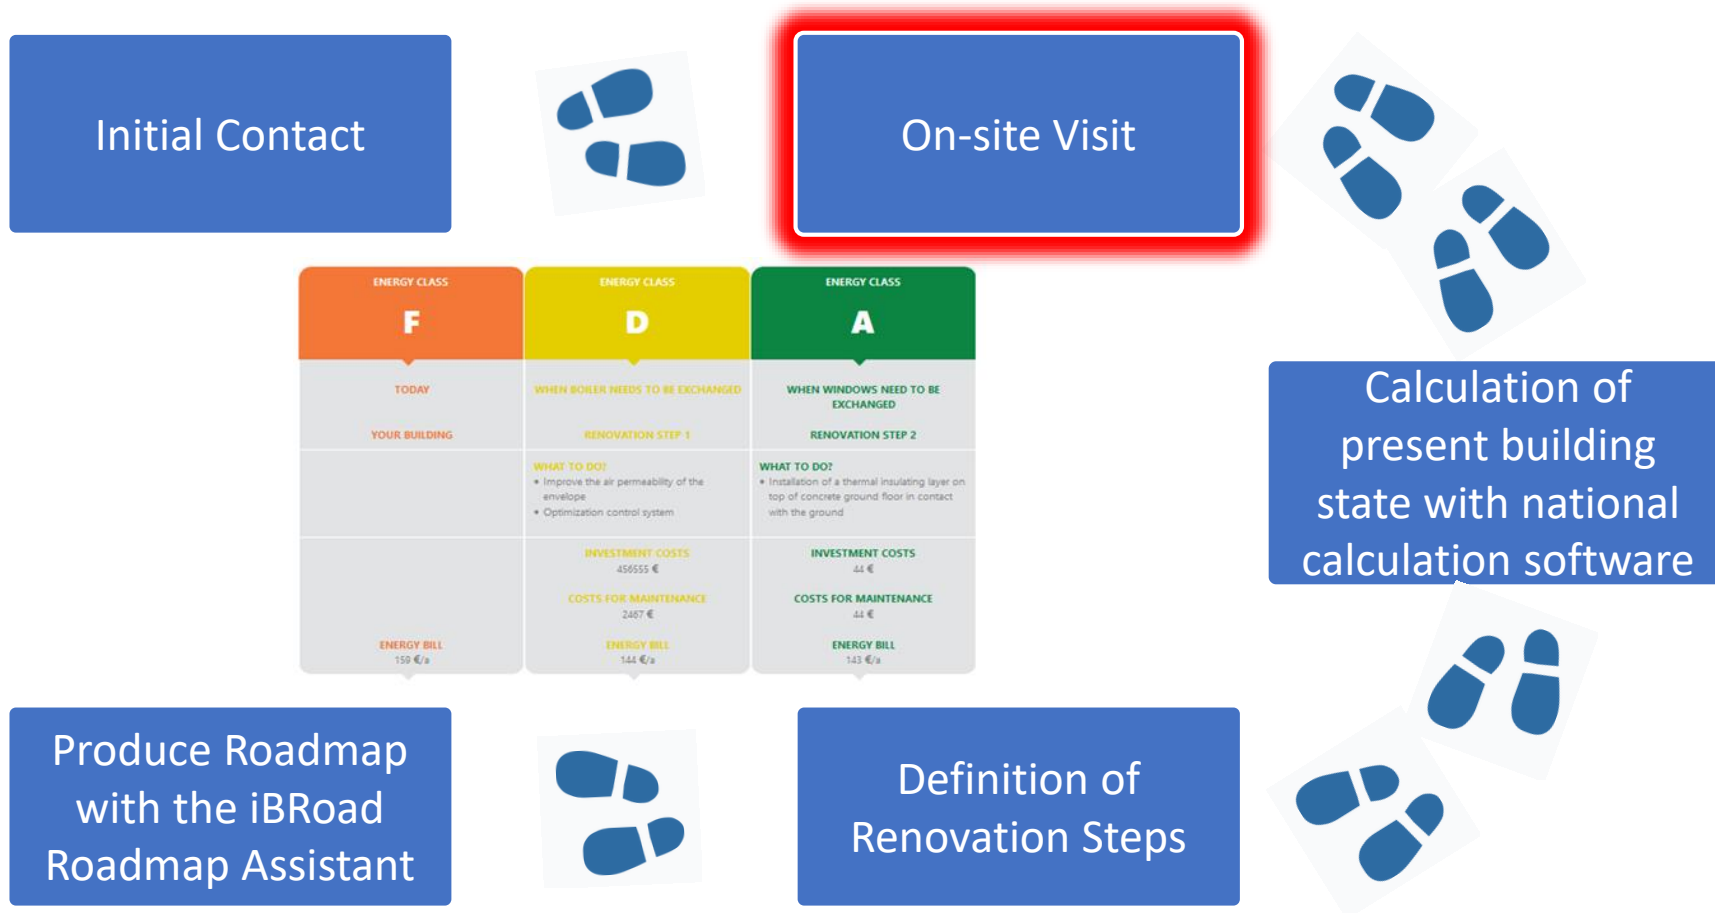 Initial Contact
On-site Visit
ENERGY CLASS
F
ENERGY CLASS
D
ENERGY CLASS
A
TODAY
YOUR BUILDING
WHEN BOILER NEEDS TO BE EXCHANGED
RENOVATION STEP 1
WHEN WINDOWS NEED TO BE
EXCHANGED
RENOVATION STEP 2
WHAT TO DO?
• Improve the air permeability of the
envelope
• Optimization control system
WHAT TO DO?
• Installation of a thermal insulating layer on
top of concrete ground floor in contact
with the ground
INVESTMENT COSTS
456555 €
COSTS FOR MAINTENANCE
2467 €
INVESTMENT COSTS
44 €
COSTS FOR MAINTENANCE
44 €
ENERGY BILL
159 €/a
ENERGY BILL
144 €/a
ENERGY BILL
143 €/a
Calculation of
present building
state with national
calculation software
Definition of
Renovation Steps
Produce Roadmap
with the iBRoad
Roadmap Assistant